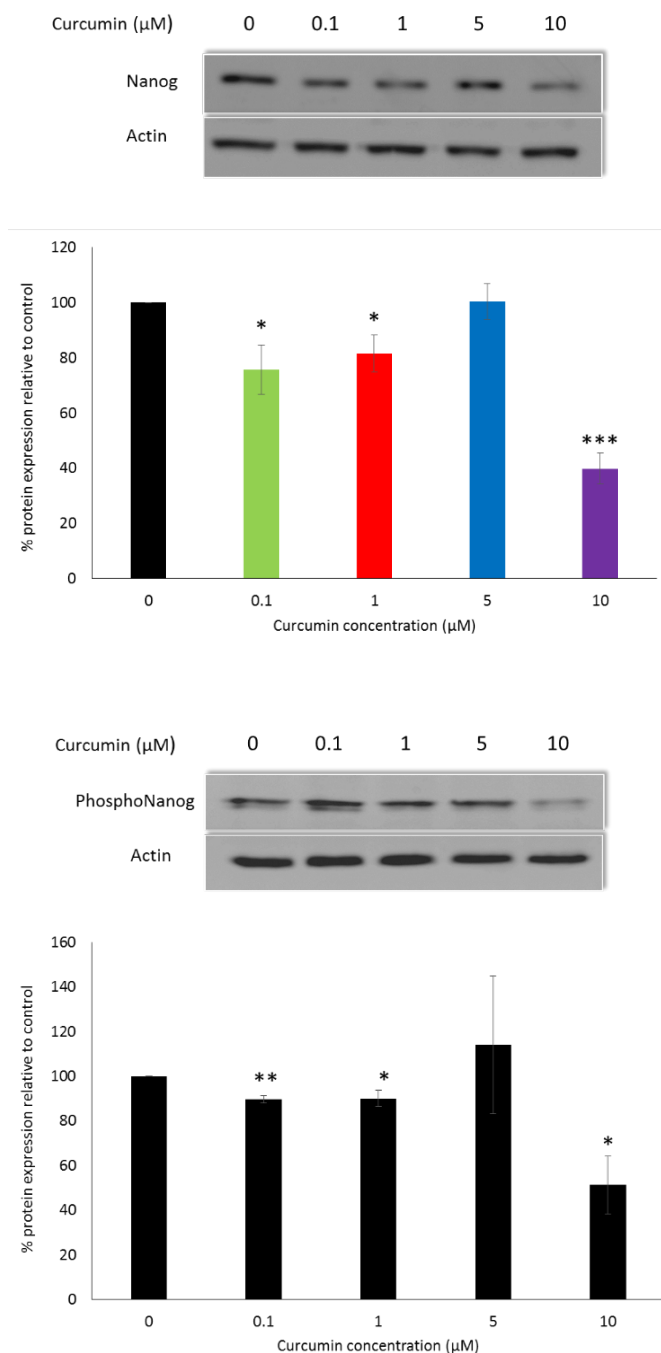 Curcumin (µM) 0 0.1 1 5 10
Nanog
Actin
120
100
80
60
40
20
0
% protein expression relative to control
* * ***
0 0.1 1 5 10
Curcumin concentration (µM)
Curcumin (µM) 0 0.1 1 5 10
PhosphoNanog
Actin
160
140
120
100
80
60
40
20
0
% protein expression relative to control
** * *
0 0.1 1 5 10
Curcumin concentration (µM)